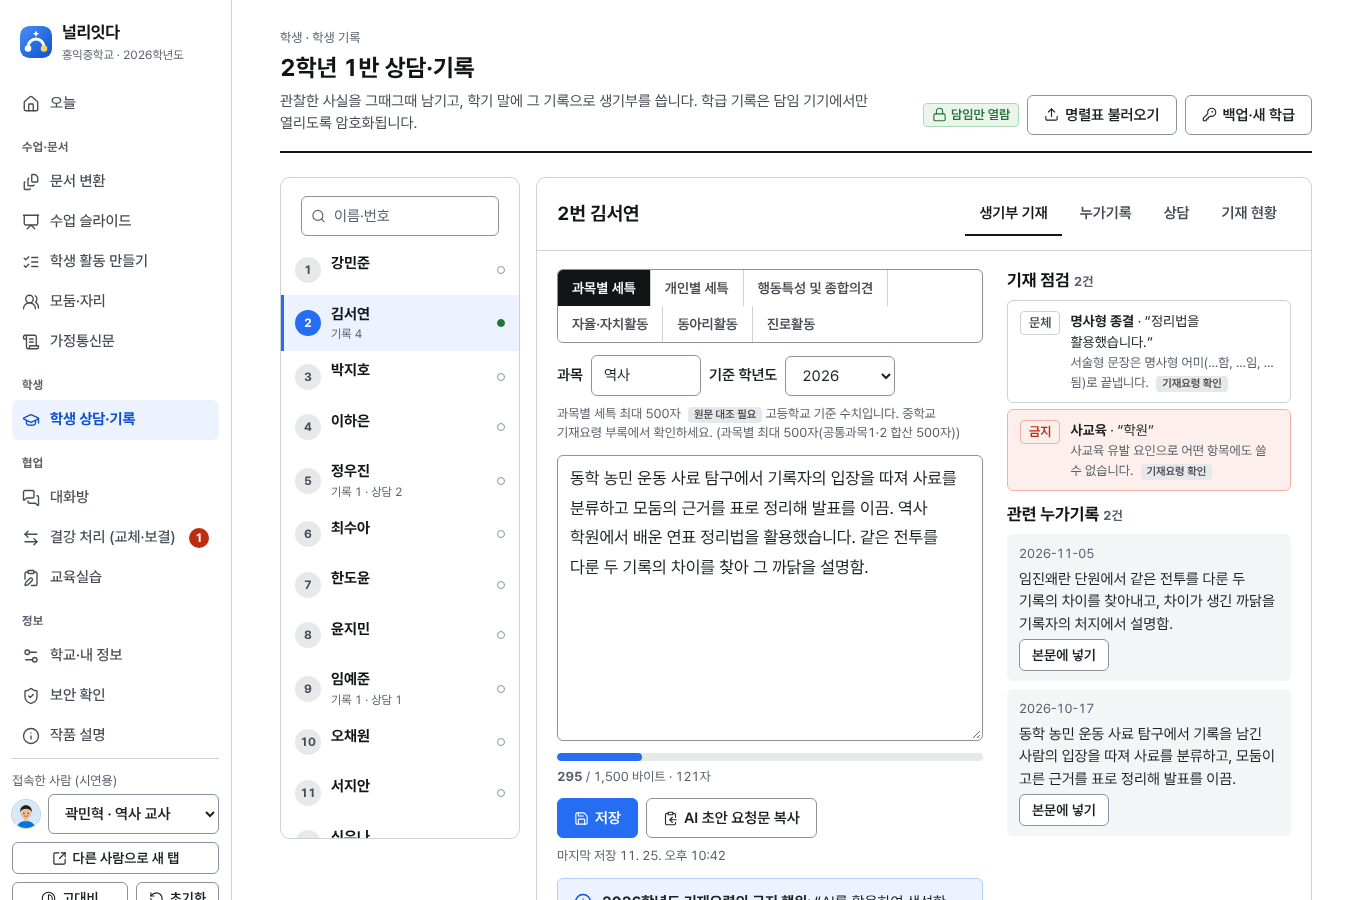 널리잇다
홍익중학교 · 2026학년도
오늘
수업·문서
문서 변환
수업 슬라이드
학생 활동 만들기
모둠·자리
가정통신문
학생
학생 상담·기록
협업
대화방
결강 처리 (교체·보결)
1
교육실습
정보
학교·내 정보
보안 확인
작품 설명
접속한 사람 (시연용)
곽민혁 · 역사 교사
다른 사람으로 새 탭
고대비
초기화
학생 · 학생 기록
2학년 1반 상담·기록
관찰한 사실을 그때그때 남기고, 학기 말에 그 기록으로 생기부를 씁니다. 학급 기록은 담임 기기에서만
열리도록 암호화됩니다.
담임만 열람
명렬표 불러오기
백업·새 학급
이름·번호
1
강민준
2
김서연
기록 4
3
박지호
4
이하은
5
정우진
기록 1 · 상담 2
6
최수아
7
한도윤
8
윤지민
9
임예준
기록 1 · 상담 1
10
오채원
11
서지안
2번 김서연
생기부 기재
누가기록
상담
기재 현황
과목별 세특
개인별 세특
행동특성 및 종합의견
자율·자치활동
동아리활동
진로활동
과목
역사
기준 학년도
2026
과목별 세특 최대 500자 원문 대조 필요 고등학교 기준 수치입니다. 중학교
기재요령 부록에서 확인하세요. (과목별 최대 500자(공통과목1·2 합산 500자))
동학 농민 운동 사료 탐구에서 기록자의 입장을 따져 사료를
분류하고 모둠의 근거를 표로 정리해 발표를 이끔. 역사
학원에서 배운 연표 정리법을 활용했습니다. 같은 전투를
다룬 두 기록의 차이를 찾아 그 까닭을 설명함.
295 / 1,500 바이트 · 121자
저장
AI 초안 요청문 복사
마지막 저장 11. 25. 오후 10:42
기재 점검 2건
문체
명사형 종결 · “정리법을
활용했습니다.”
서술형 문장은 명사형 어미(…함, …임, …
됨)로 끝냅니다. 기재요령 확인
금지
사교육 · “학원”
사교육 유발 요인으로 어떤 항목에도 쓸
수 없습니다. 기재요령 확인
관련 누가기록 2건
2026-11-05
임진왜란 단원에서 같은 전투를 다룬 두
기록의 차이를 찾아내고, 차이가 생긴 까닭을
기록자의 처지에서 설명함.
본문에 넣기
2026-10-17
동학 농민 운동 사료 탐구에서 기록을 남긴
사람의 입장을 따져 사료를 분류하고, 모둠이
고른 근거를 표로 정리해 발표를 이끔.
본문에 넣기